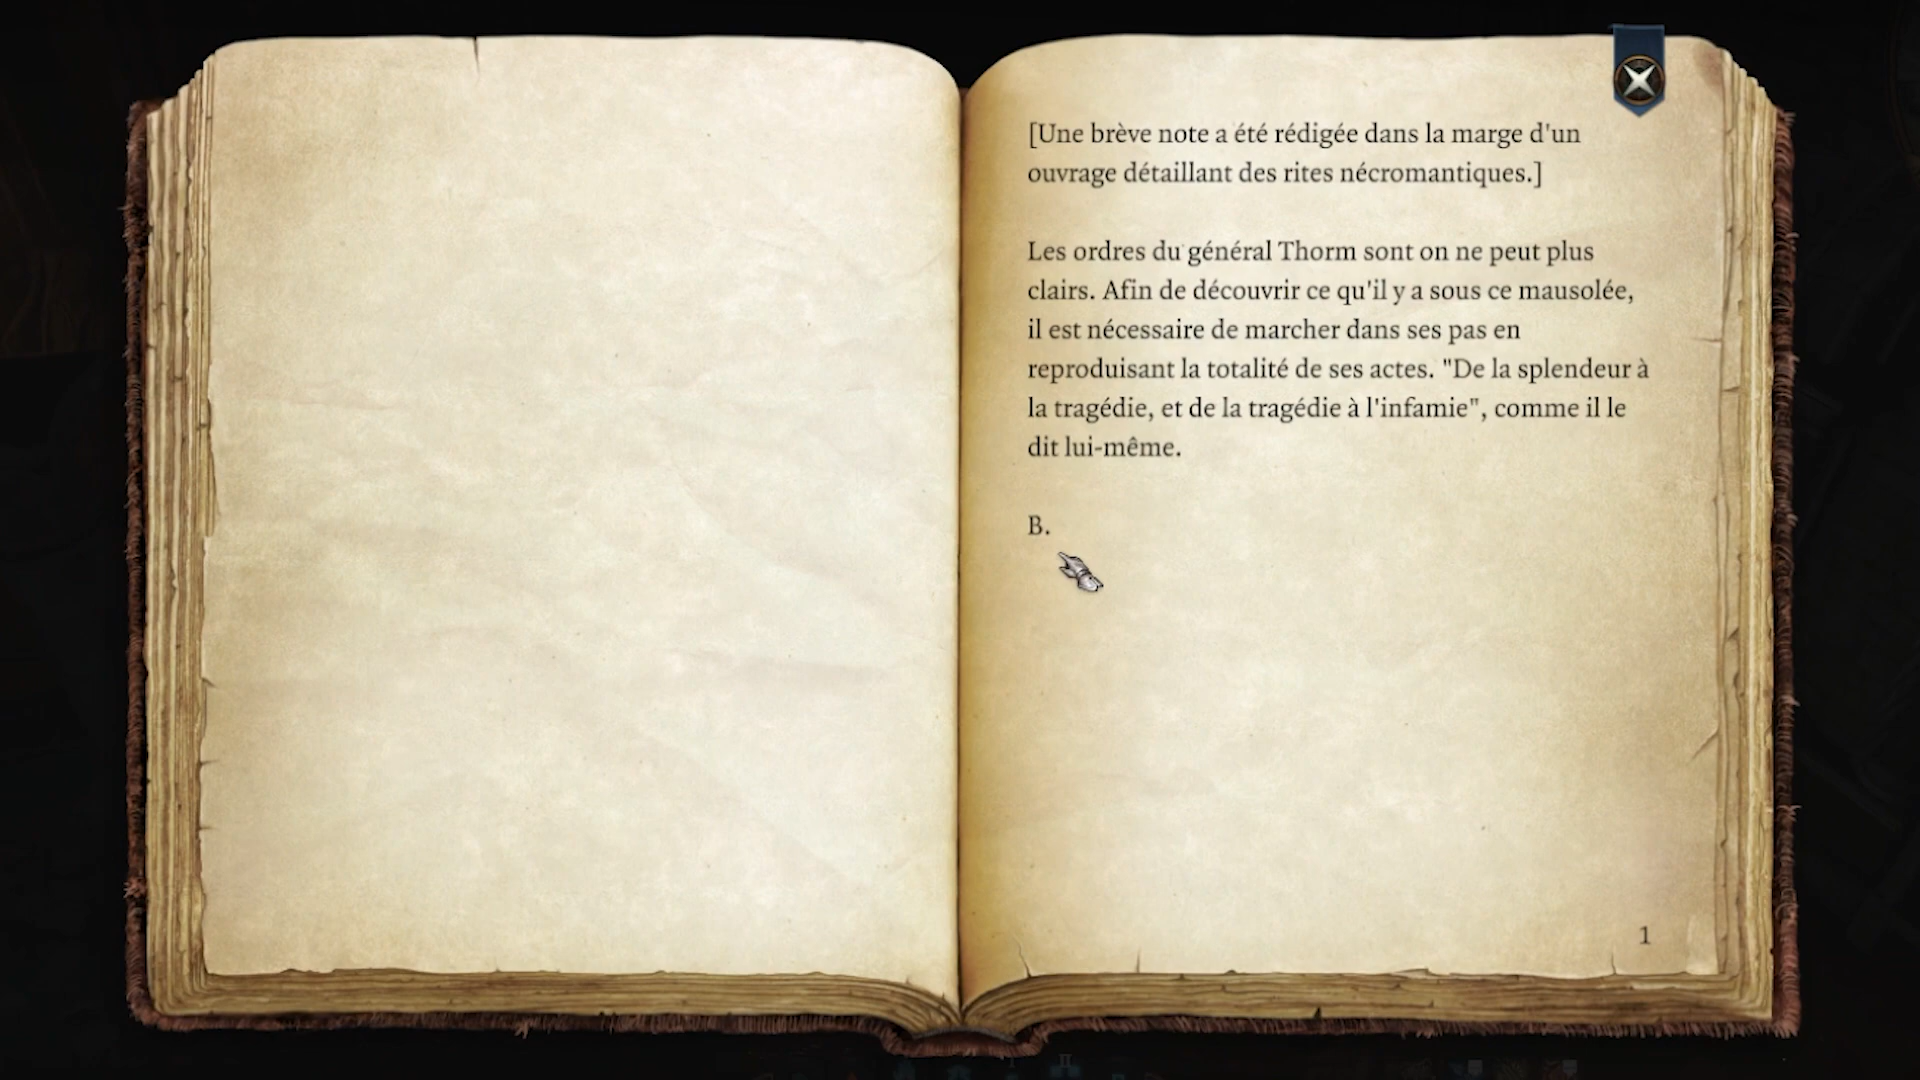 [Une brève note a été rédigée dans la marge d'un
ouvrage détaillant des rites nécromantiques.]
Les ordres du général Thorm sont on ne peut plus
clairs. Afin de découvrir ce qu'il y a sous ce mausolée,
il est nécessaire de marcher dans ses pas en
reproduisant la totalité de ses actes. "De la splendeur à
la tragédie, et de la tragédie à l'infamie", comme il le
dit lui-même.
B.
1